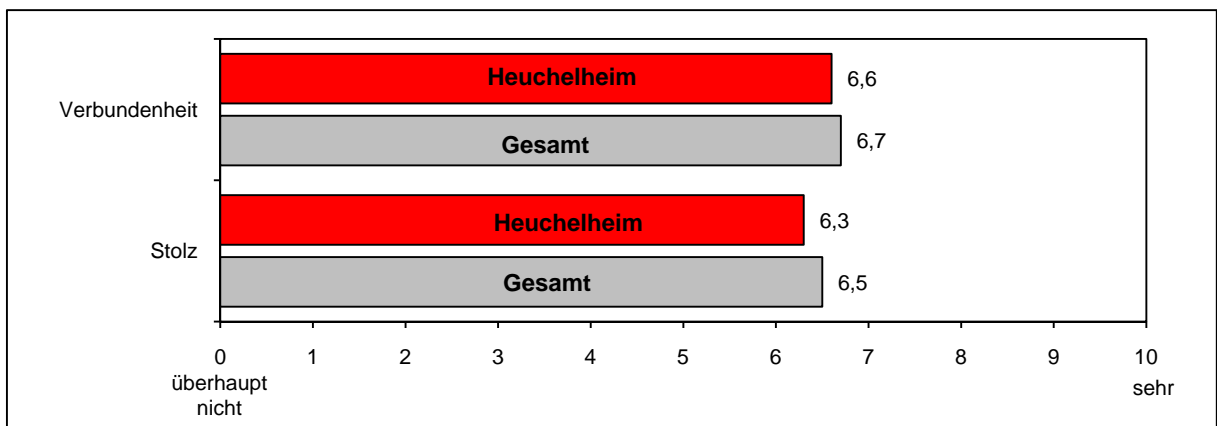 Verbundenheit
Heuchelheim 6,6
Gesamt 6,7
Stolz
Heuchelheim 6,3
Gesamt 6,5
0 1 2 3 4 5 6 7 8 9 10
überhaupt
nicht
sehr